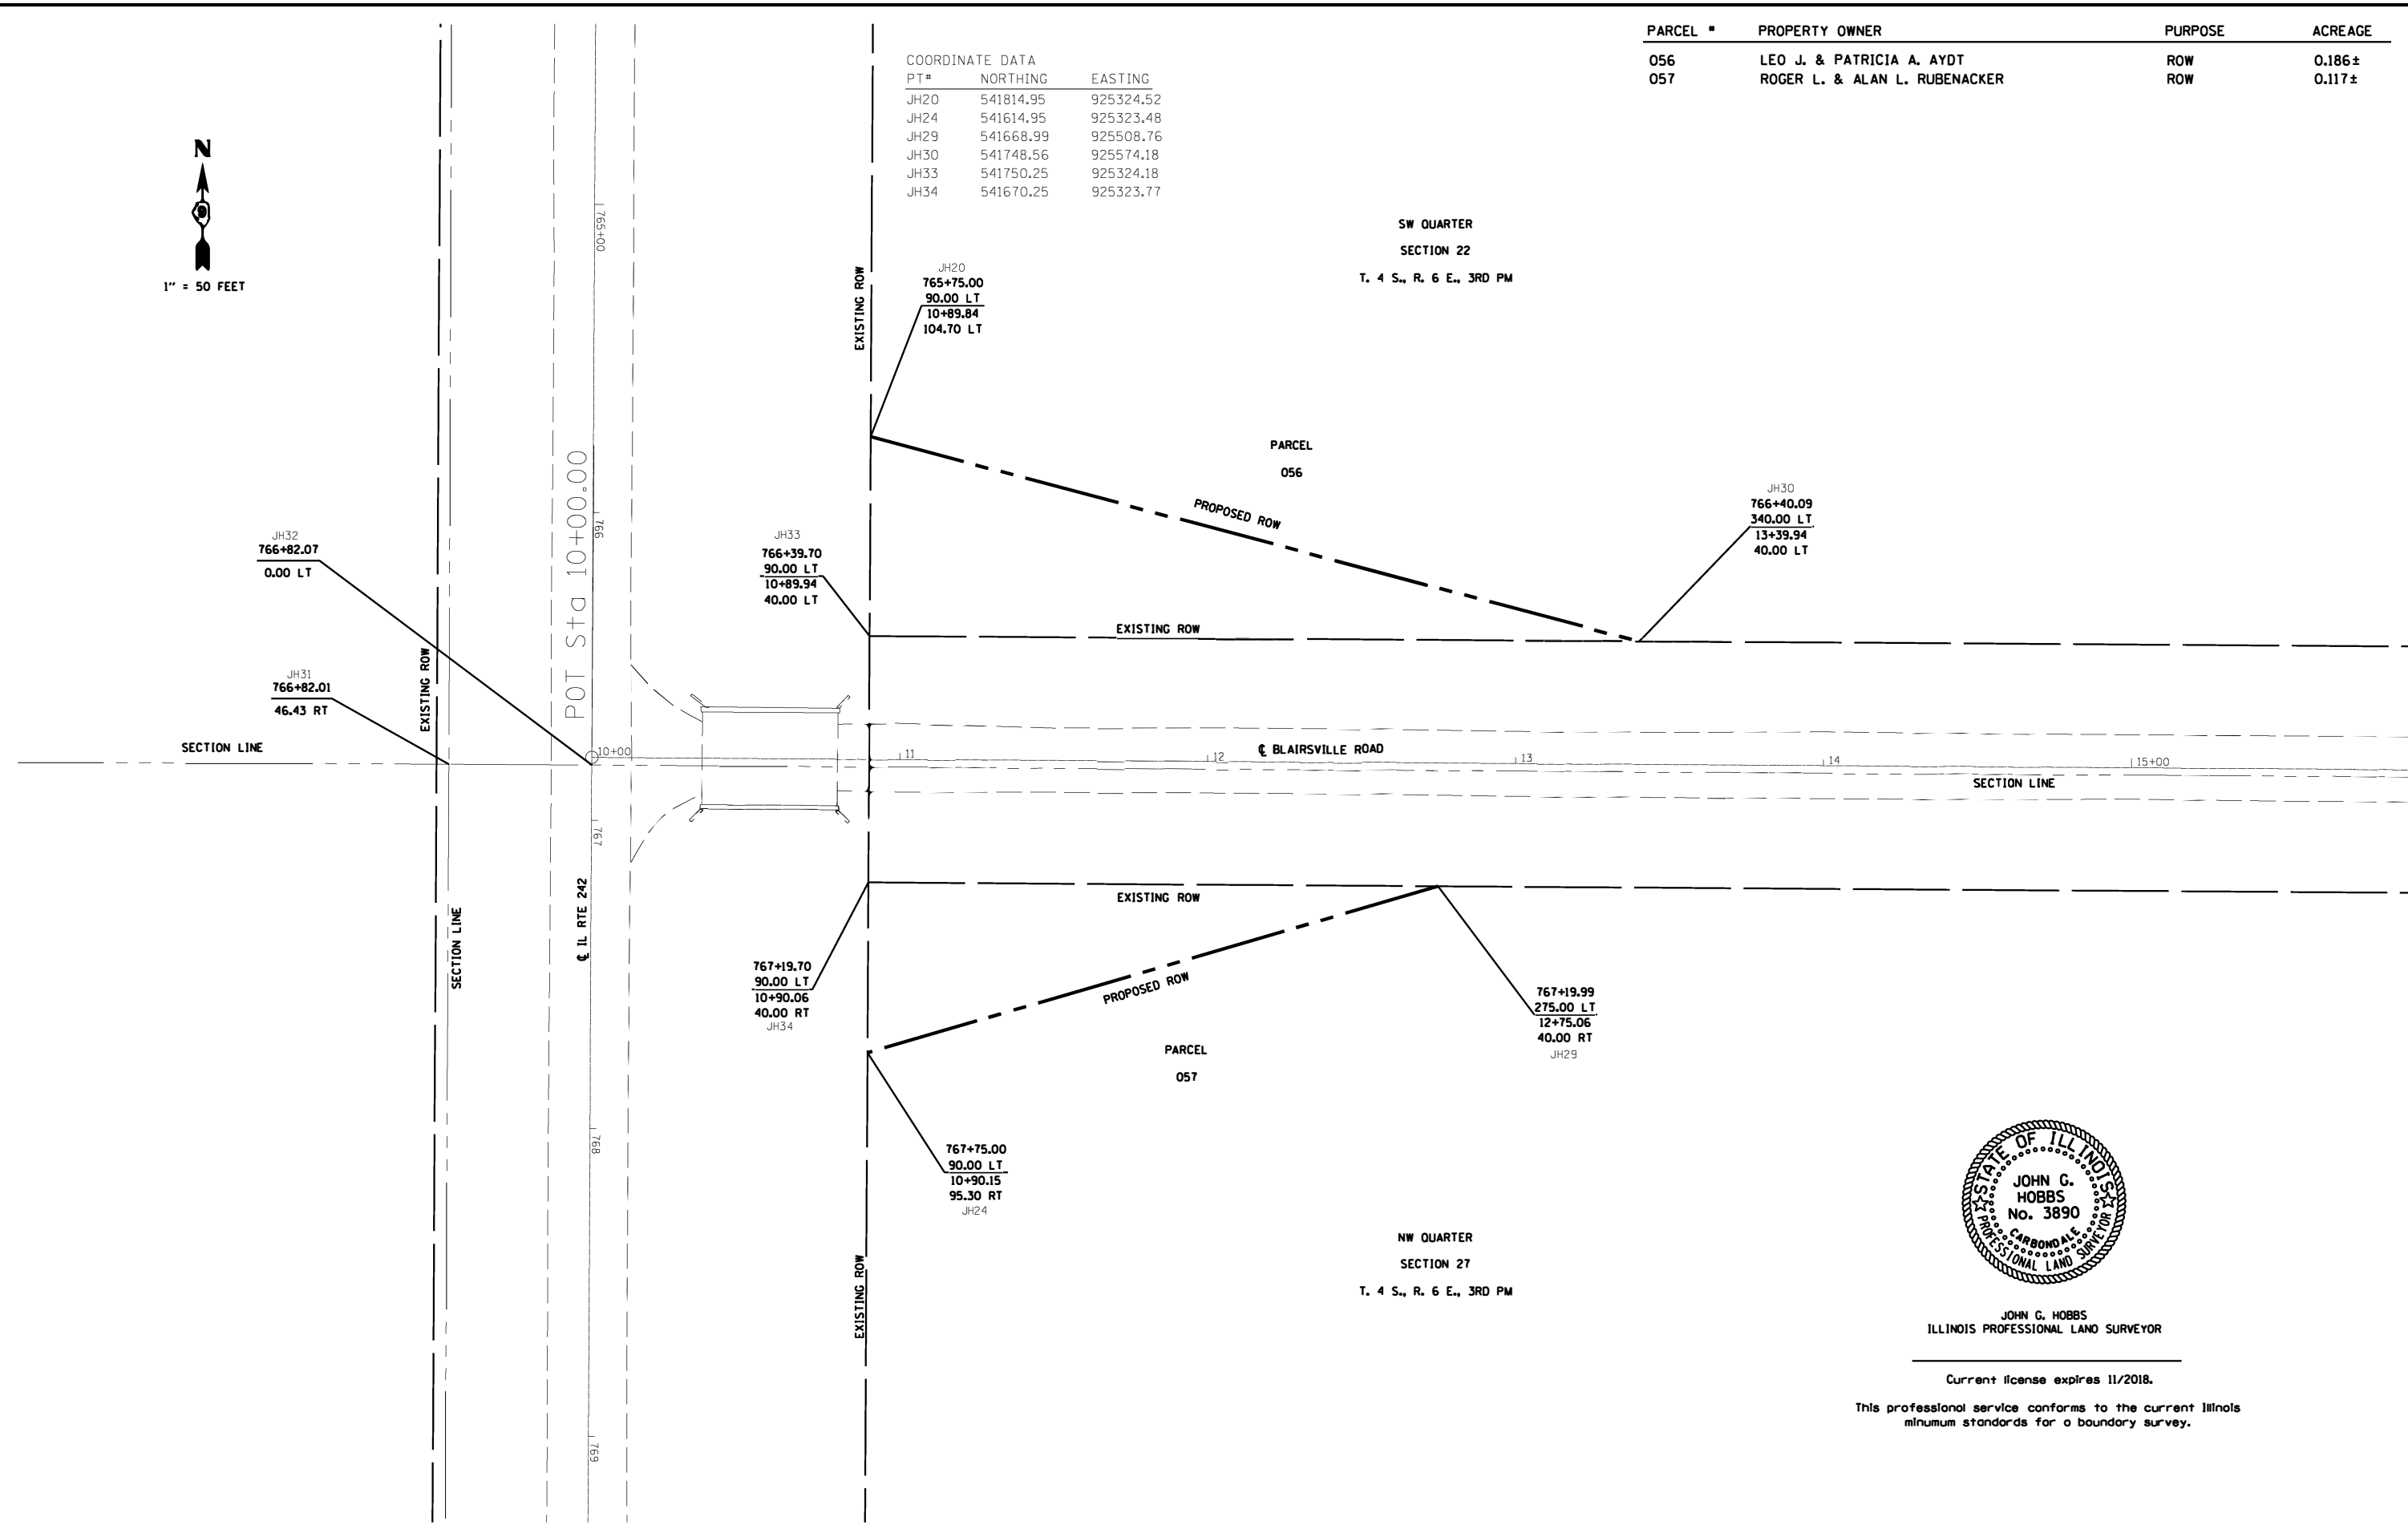 PARCEL # PROPERTY OWNER PURPOSE ACREAGE
056 LEO J. & PATRICIA A. AYDT ROW 0.186±
057 ROGER L. & ALAN L. RUBENACKER ROW 0.117±
COORDINATE DATA
PT# NORTHING EASTING
JH20 541814.95 925324.52
JH24 541614.95 925323.48
JH29 541668.99 925508.76
JH30 541748.56 925574.18
JH33 541750.25 925324.18
JH34 541670.25 925323.77
N
1" = 50 FEET
765+00
SW QUARTER
SECTION 22
T. 4 S., R. 6 E., 3RD PM
EXISTING ROW
JH20
765+75.00
90.00 LT
10+89.84
104.70 LT
PARCEL
056
PROPOSED ROW
JH30
766+40.09
340.00 LT
13+39.94
40.00 LT
POT Sta 10+00.00
766
JH32
766+82.07
0.00 LT
JH33
766+39.70
90.00 LT
10+89.94
40.00 LT
EXISTING ROW
JH31
766+82.01
46.43 RT
EXISTING ROW
SECTION LINE
10+00
11
12
℄ BLAIRSVILLE ROAD
13
14
15+00
SECTION LINE
767
℄ IL RTE 242
SECTION LINE
EXISTING ROW
767+19.70
90.00 LT
10+90.06
40.00 RT
JH34
PROPOSED ROW
767+19.99
275.00 LT
12+75.06
40.00 RT
JH29
PARCEL
057
768
767+75.00
90.00 LT
10+90.15
95.30 RT
JH24
EXISTING ROW
NW QUARTER
SECTION 27
T. 4 S., R. 6 E., 3RD PM
769
STATE OF ILLINOIS
JOHN G.
HOBBS
No. 3890
CARBONDALE
PROFESSIONAL LAND SURVEYOR
JOHN G. HOBBS
ILLINOIS PROFESSIONAL LAND SURVEYOR
Current license expires 11/2018.
This professional service conforms to the current Illinois
minumum standards for a boundary survey.